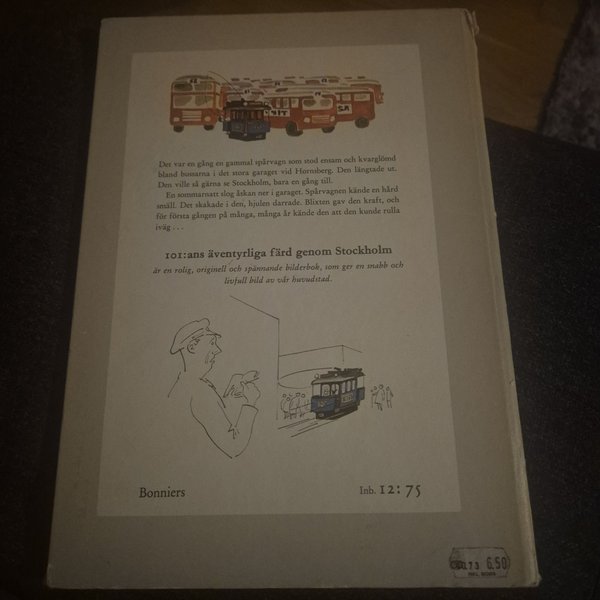 Det var en gång en gammal spårvagn som stod ensam och kvarglömd
bland bussarna i det stora garaget vid Hornsberg. Den längtade ut.
Den ville så gärna se Stockholm, bara en gång till.
En sommarnatt slog åskan ner i garaget. Spårvagnen kände en hård
smäll. Det skakade i den, hjulen darrade. Blixten gav den kraft, och
för första gången på många, många år kände den att den kunde rulla
iväg . . .
101:ans äventyrliga färd genom Stockholm
är en rolig, originell och spännande bilderbok, som ger en snabb och
livfull bild av vår huvudstad.
Bonniers
Inb. 12:75
6.50